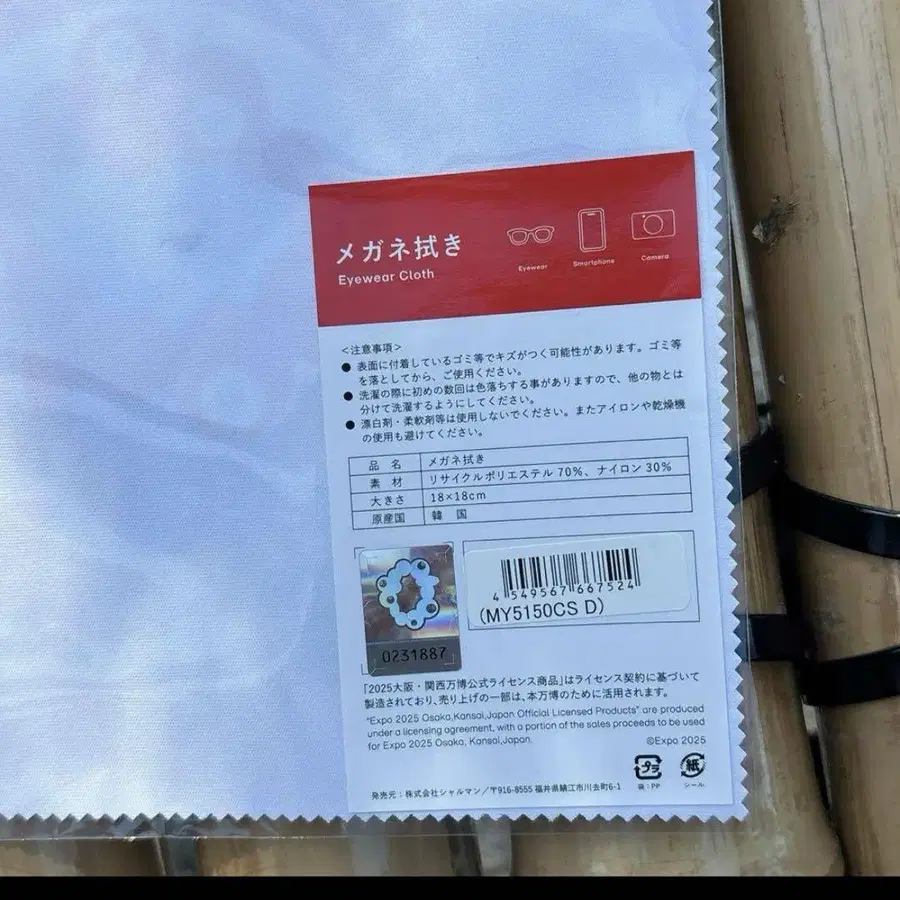 メガネ拭き
Eyewear Cloth
Eyewear
Smartphone
Camera
＜注意事項＞
● 表面に付着しているゴミ等でキズがつく可能性があります。ゴミ等
を落としてから、ご使用ください。
● 洗濯の際に初めの数回は色落ちする事がありますので、他の物とは
分けて洗濯するようにしてください。
● 漂白剤・柔軟剤等は使用しないでください。またアイロンや乾燥機
の使用も避けてください。
品 名 メガネ拭き
素 材 リサイクルポリエステル 70％、ナイロン 30％
大きさ 18×18cm
原産国 韓 国
4 549567 667524
(MY5150CS D)
0231887
「2025大阪・関西万博公式ライセンス商品」はライセンス契約に基づいて
製造されており、売り上げの一部は、本万博のために活用されます。
"Expo 2025 Osaka,Kansai,Japan Official Licensed Products" are produced
under a licensing agreement, with a portion of the sales proceeds to be used
for Expo 2025 Osaka, Kansai,Japan.
©Expo 2025
プラ
紙
袋：PP
シール
発売元：株式会社シャルマン／〒916-8555 福井県鯖江市川去町6-1